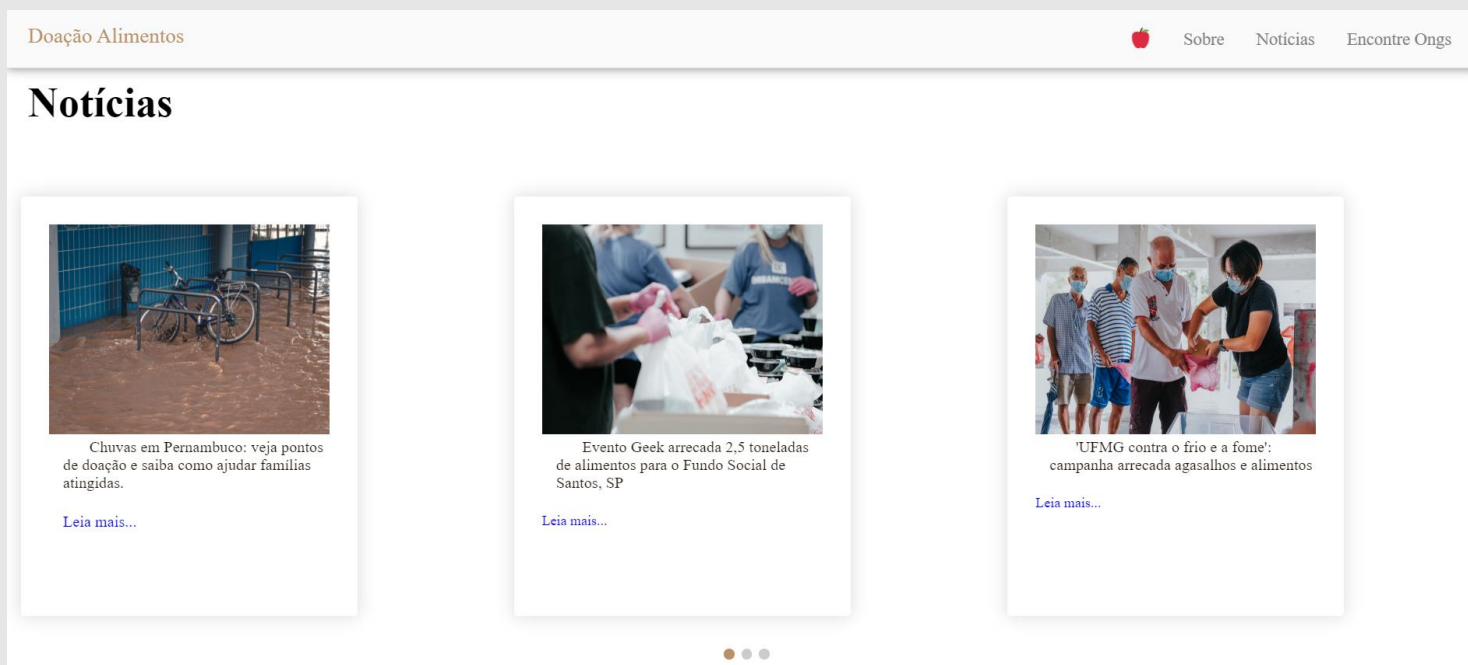 Doação Alimentos
Sobre
Notícias
Encontre Ongs
Notícias
Chuvas em Pernambuco: veja pontos
de doação e saiba como ajudar famílias
atingidas.
Leia mais...
Evento Geek arrecada 2,5 toneladas
de alimentos para o Fundo Social de
Santos, SP
Leia mais...
'UFMG contra o frio e a fome':
campanha arrecada agasalhos e alimentos
Leia mais...